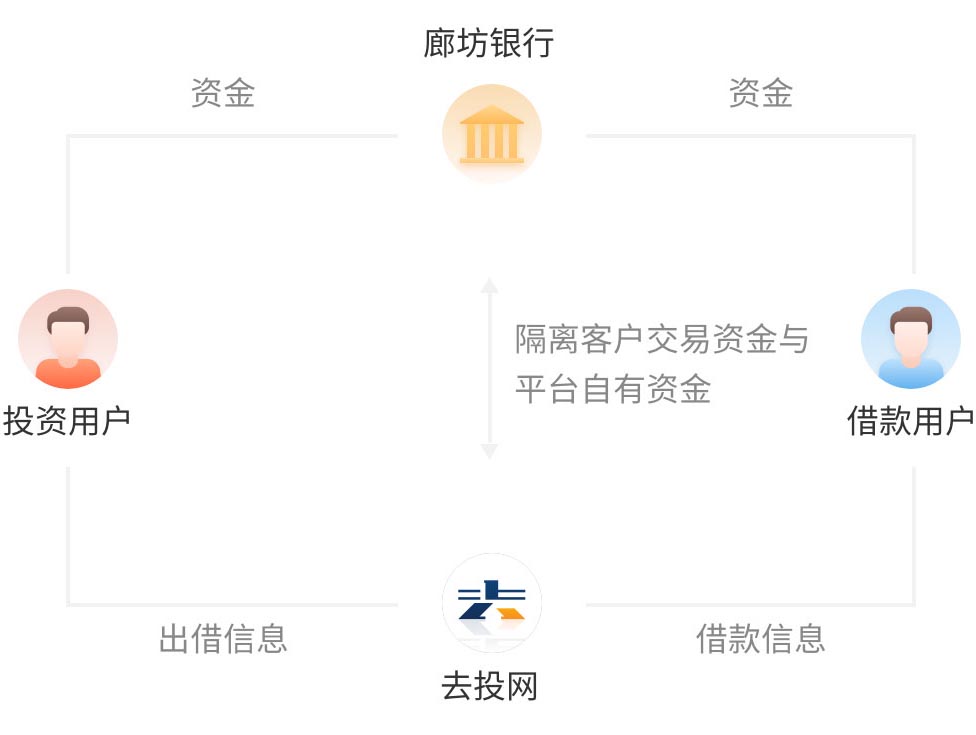 廊坊银行
资金
资金
隔离客户交易资金与
平台自有资金
投资用户
借款用户
出借信息
借款信息
去投网